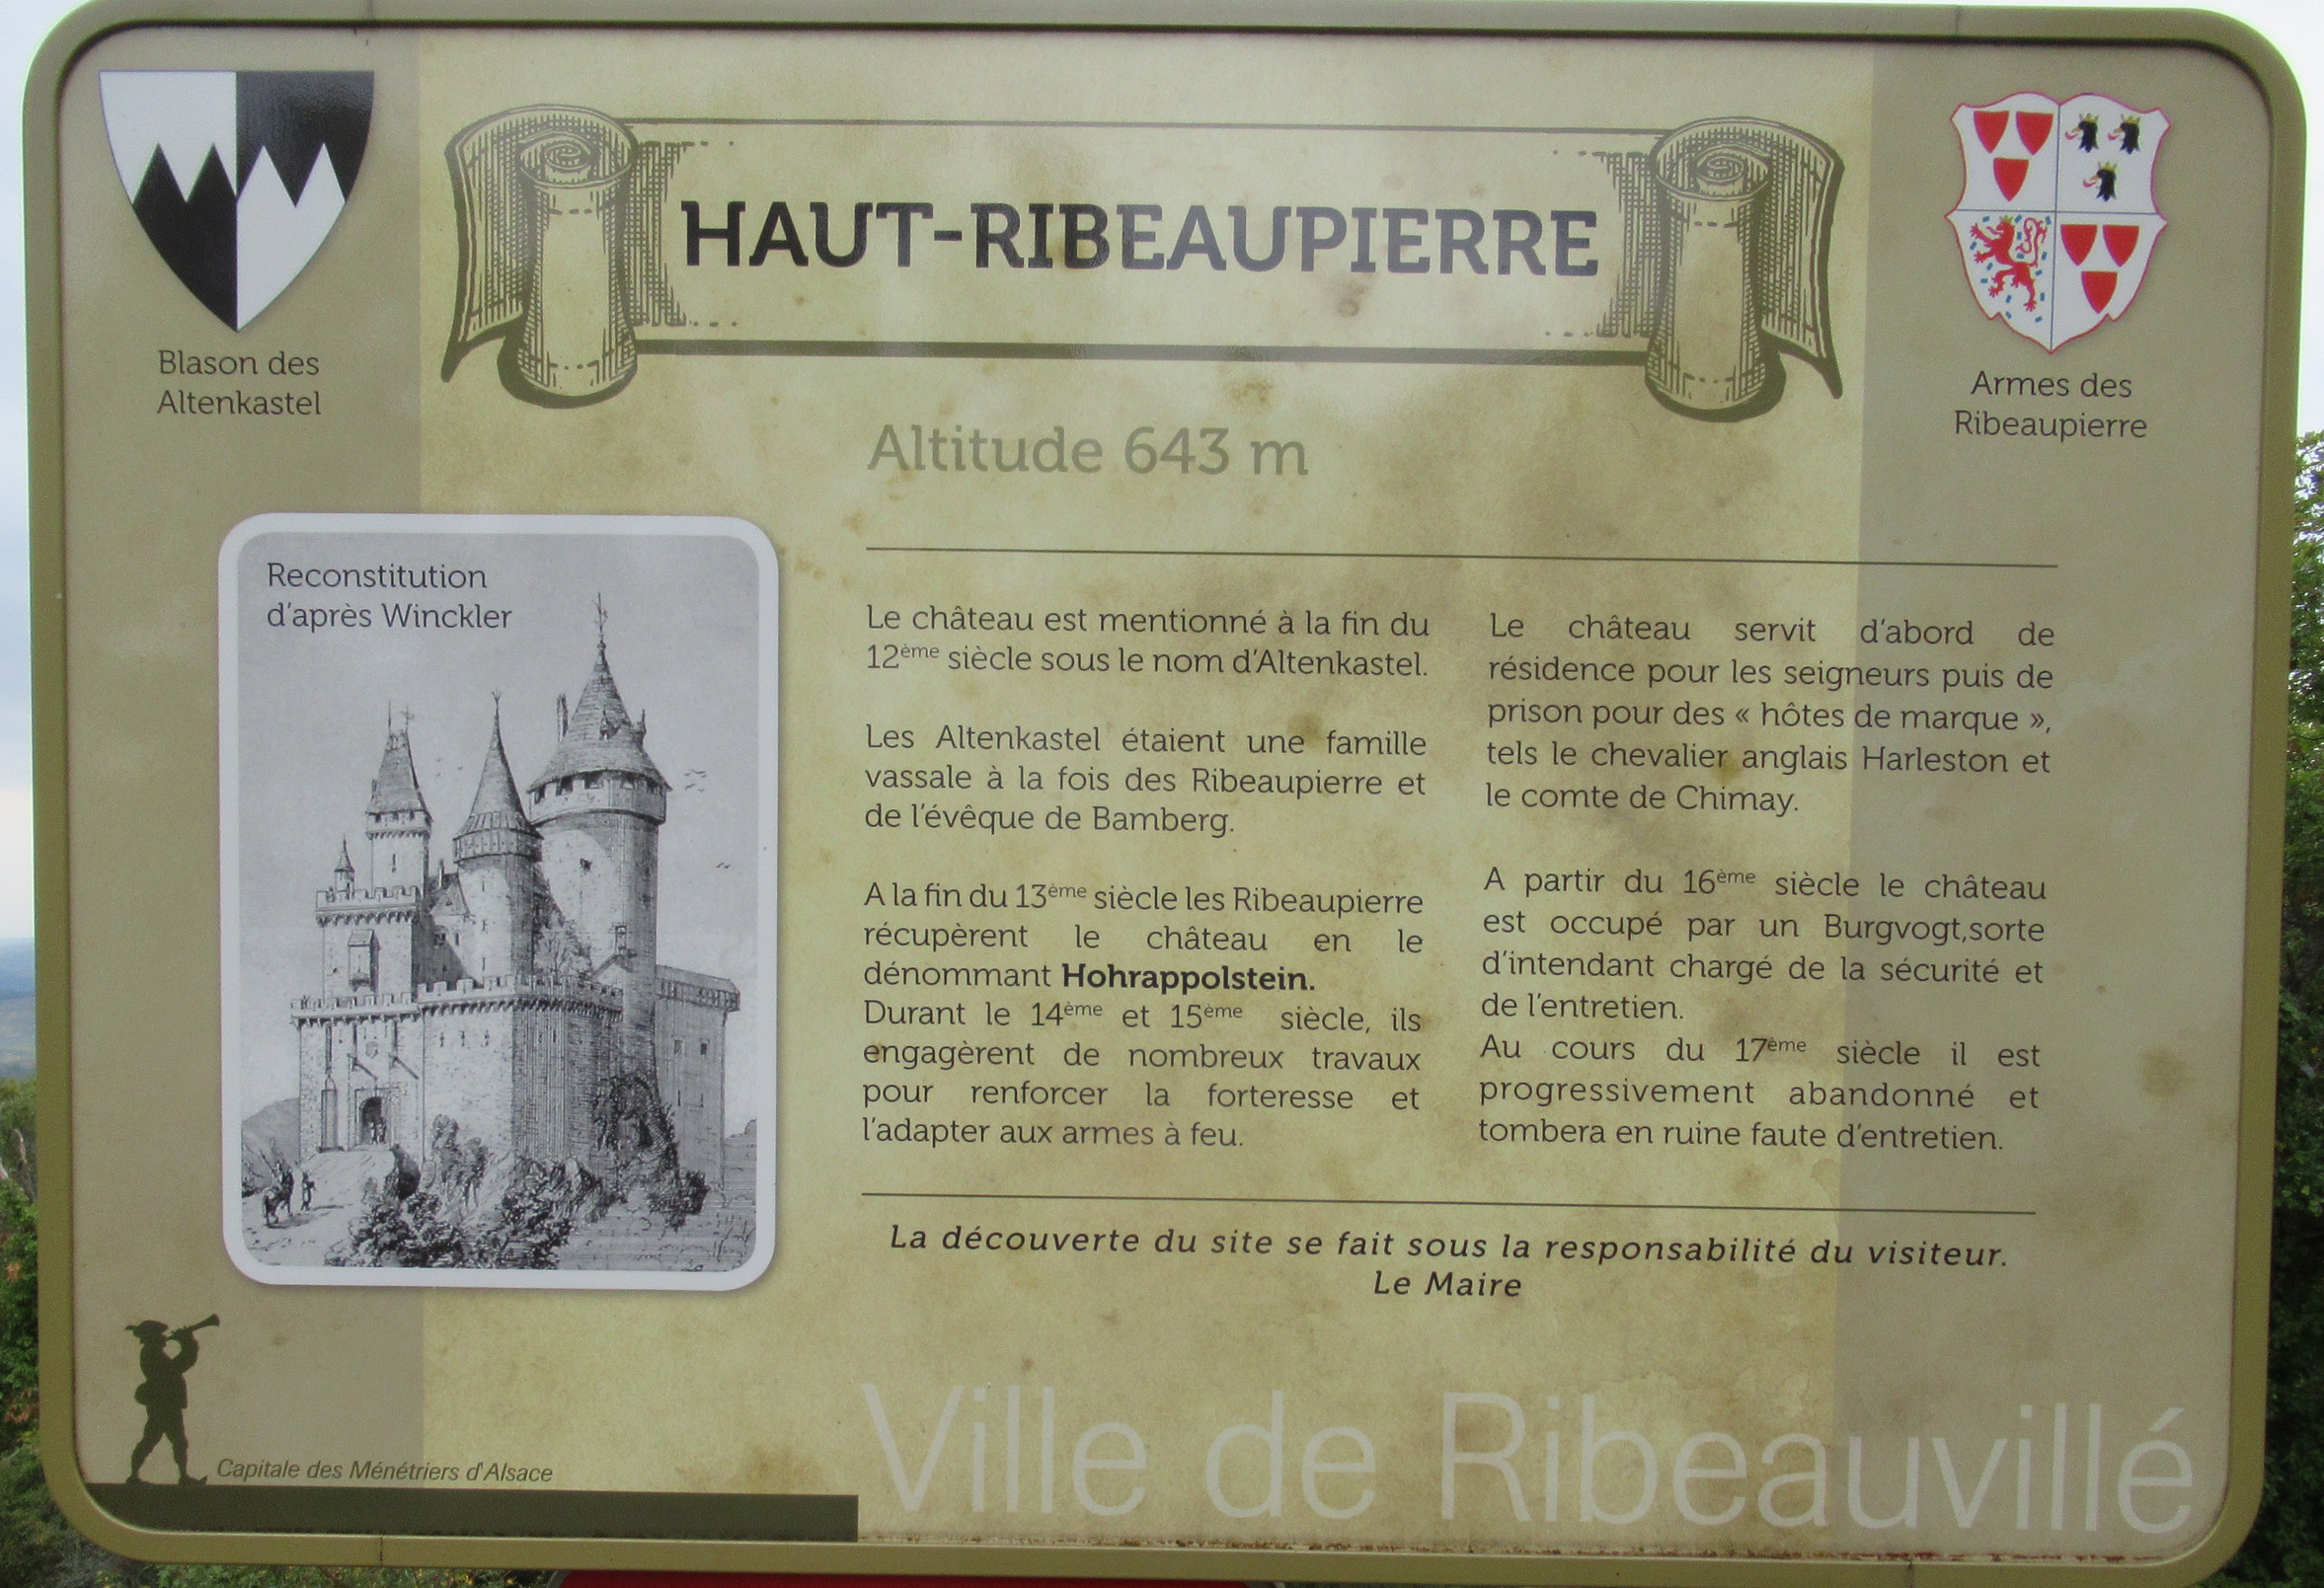 HAUT-RIBEAUPIERRE
Blason des
Altenkastel
Armes des
Ribeaupierre
Altitude 643 m
Reconstitution
d'après Winckler
Le château est mentionné à la fin du
12ème siècle sous le nom d'Altenkastel.
Les Altenkastel étaient une famille
vassale à la fois des Ribeaupierre et
de l'évêque de Bamberg.
A la fin du 13ème siècle les Ribeaupierre
récupèrent le château en le
dénommant Hohrappolstein.
Durant le 14ème et 15ème siècle, ils
engagèrent de nombreux travaux
pour renforcer la forteresse et
l'adapter aux armes à feu.
Le château servit d'abord de
résidence pour les seigneurs puis de
prison pour des « hôtes de marque »,
tels le chevalier anglais Harleston et
le comte de Chimay.
A partir du 16ème siècle le château
est occupé par un Burgvogt,sorte
d'intendant chargé de la sécurité et
de l'entretien.
Au cours du 17ème siècle il est
progressivement abandonné et
tombera en ruine faute d'entretien.
La découverte du site se fait sous la responsabilité du visiteur.
Le Maire
Capitale des Ménétriers d'Alsace
Ville de Ribeauvillé